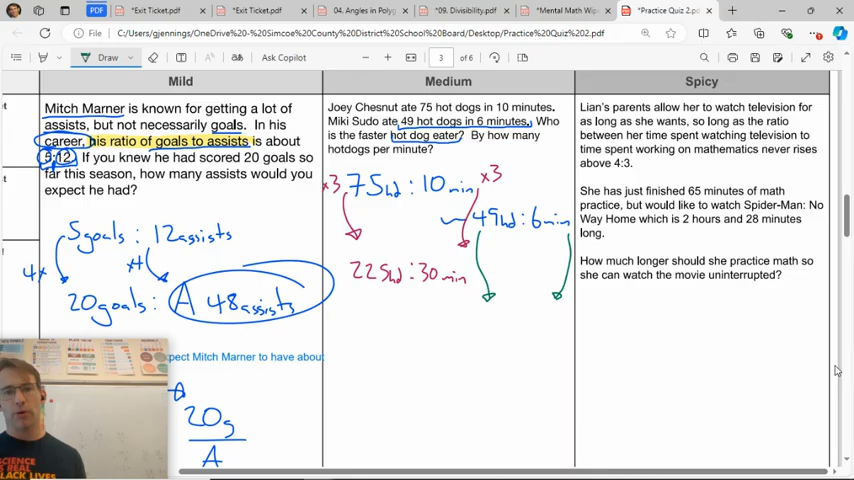 *Exit Ticket.pdf
PDF
*Exit Ticket.pdf
04. Angles in Polyg
*09. Divisibility.pdf
*Mental Math Wip
*Practice Quiz 2.pdf
File
C:/Users/gjennings/OneDrive%20-%20Simcoe%20County%20District%20School%20Board/Desktop/Practice%20Quiz%202.pdf
Draw
Ask Copilot
3 of 6
Mild
Mitch Marner is known for getting a lot of
assists, but not necessarily goals. In his
career, his ratio of goals to assists is about
5:12. If you knew he had scored 20 goals so
far this season, how many assists would you
expect he had?
5goals : 12assists
4x
x4
20goals : A 48assists
xpect Mitch Marner to have about
20g
A
Medium
Joey Chesnut ate 75 hot dogs in 10 minutes.
Miki Sudo ate 49 hot dogs in 6 minutes. Who
is the faster hot dog eater? By how many
hotdogs per minute?
x3 75hd : 10min x3
49hd : 6min
225hd : 30min
Spicy
Lian's parents allow her to watch television for
as long as she wants, so long as the ratio
between her time spent watching television to
time spent working on mathematics never rises
above 4:3.
She has just finished 65 minutes of math
practice, but would like to watch Spider-Man: No
Way Home which is 2 hours and 28 minutes
long.
How much longer should she practice math so
she can watch the movie uninterrupted?
SCIENCE
IS REAL
BLACK LIVES